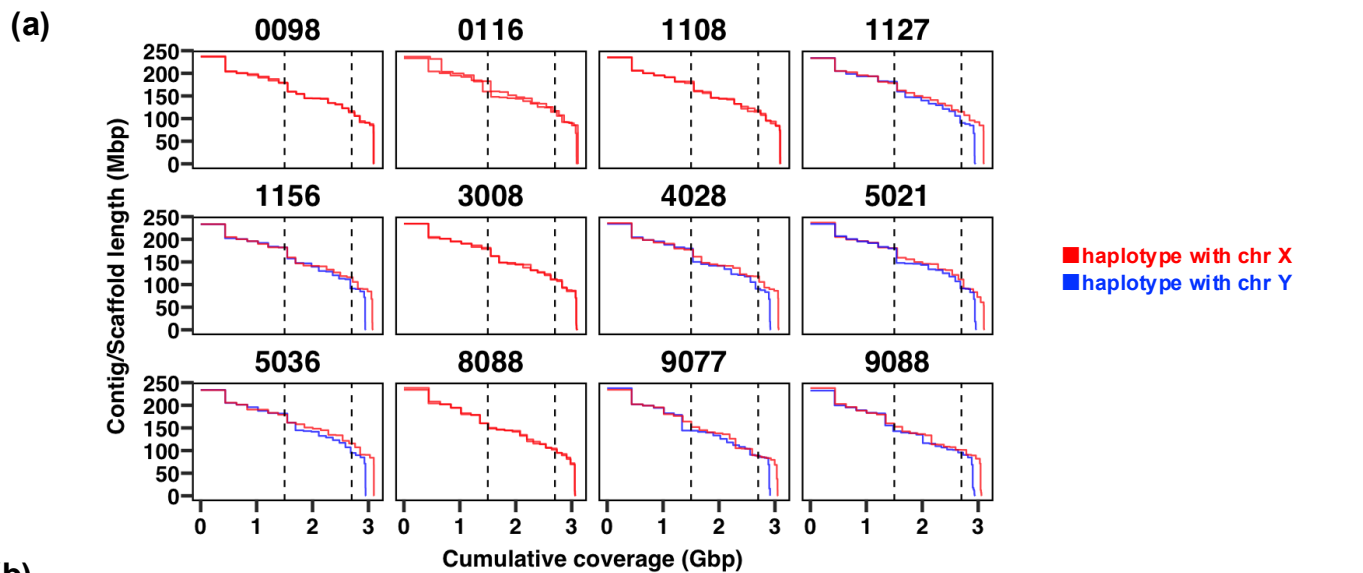 (a)
0098 0116 1108 1127
250
200
150
100
50
0
1156 3008 4028 5021
250
200
150
100
50
0
5036 8088 9077 9088
250
200
150
100
50
0
0 1 2 3 0 1 2 3 0 1 2 3 0 1 2 3
Contig/Scaffold length (Mbp)
Cumulative coverage (Gbp)
haplotype with chr X
haplotype with chr Y